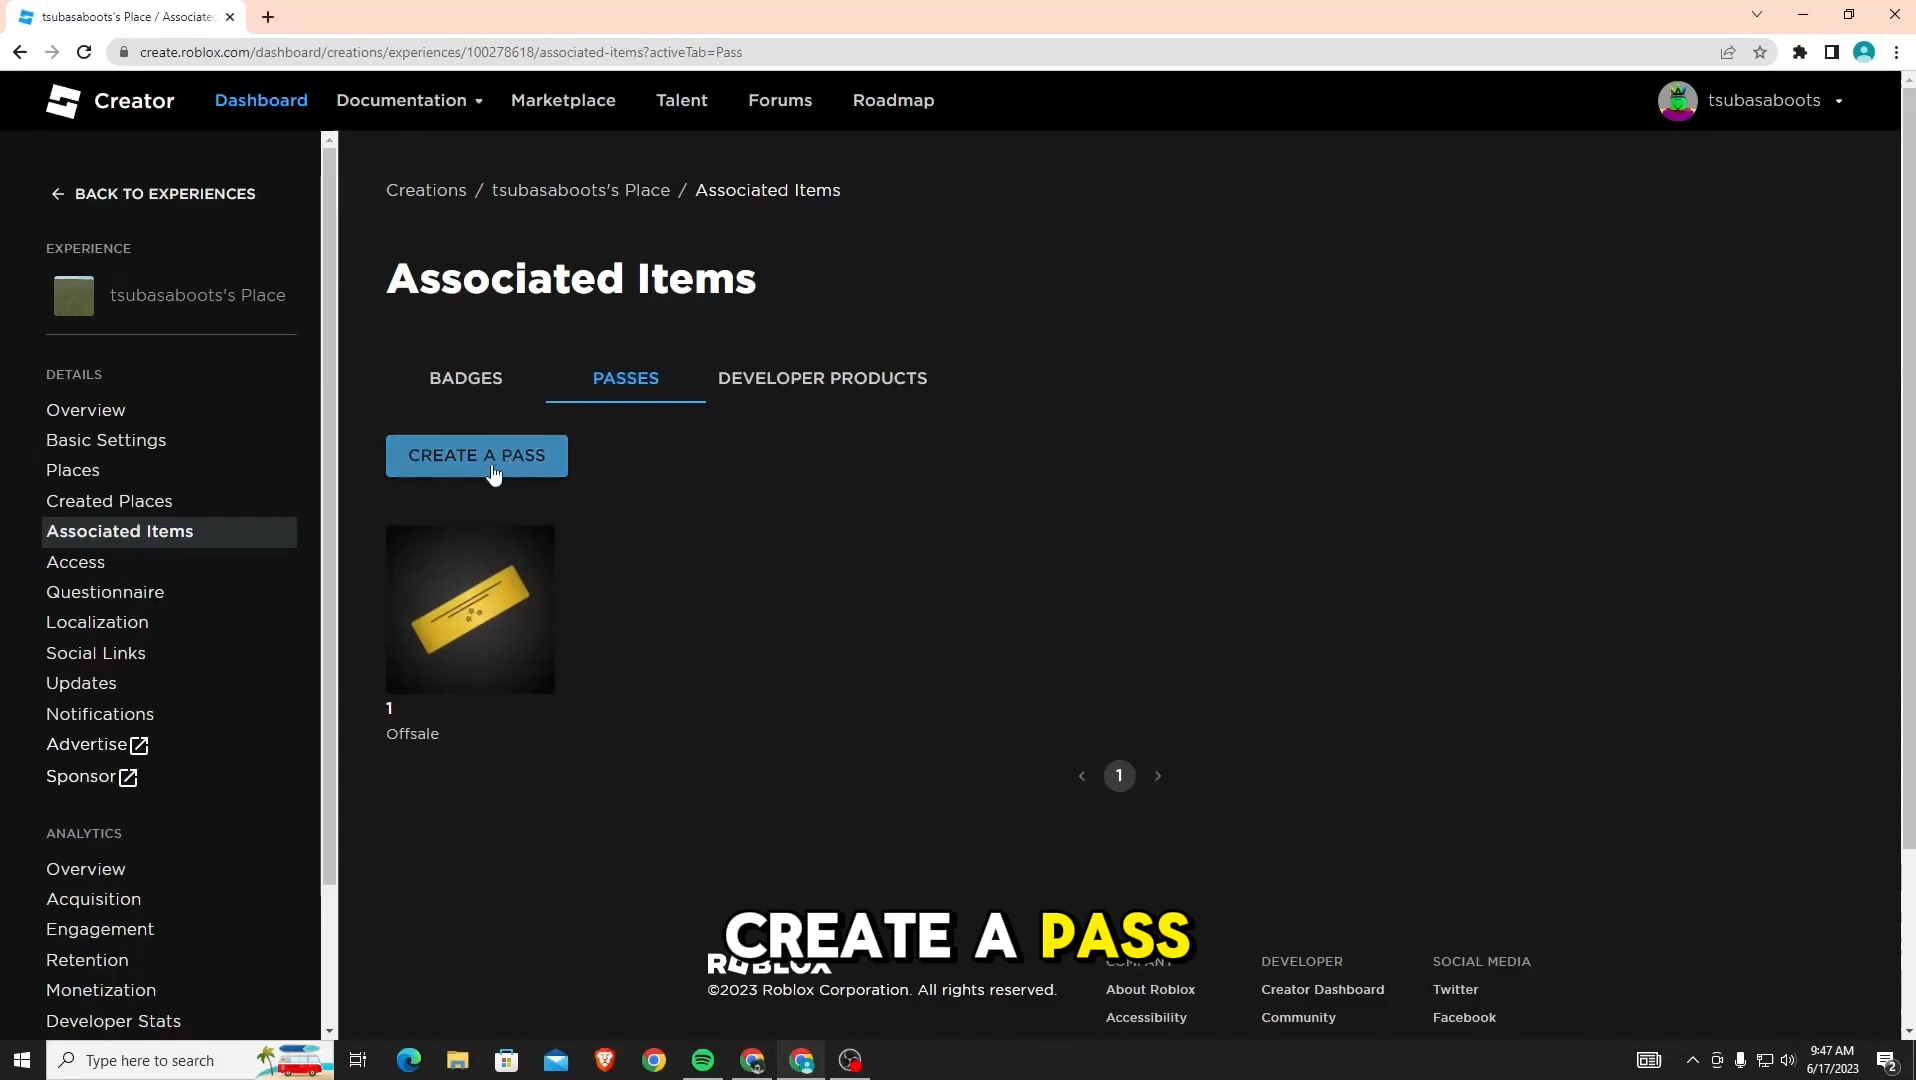 tsubasaboots's Place / Associated
create.roblox.com/dashboard/creations/experiences/100278618/associated-items?activeTab=Pass
Creator
Dashboard
Documentation
Marketplace
Talent
Forums
Roadmap
tsubasaboots
BACK TO EXPERIENCES
EXPERIENCE
tsubasaboots's Place
DETAILS
Overview
Basic Settings
Places
Created Places
Associated Items
Access
Questionnaire
Localization
Social Links
Updates
Notifications
Advertise
Sponsor
ANALYTICS
Overview
Acquisition
Engagement
Retention
Monetization
Developer Stats
Creations / tsubasaboots's Place / Associated Items
Associated Items
BADGES
PASSES
DEVELOPER PRODUCTS
CREATE A PASS
1
Offsale
1
CREATE A PASS
ROBLOX
©2023 Roblox Corporation. All rights reserved.
COMPANY
About Roblox
Accessibility
DEVELOPER
Creator Dashboard
Community
SOCIAL MEDIA
Twitter
Facebook
Type here to search
9:47 AM
6/17/2023
2